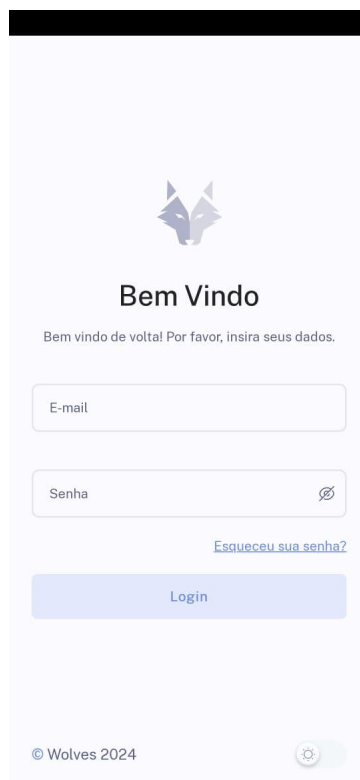 Bem Vindo
Bem vindo de volta! Por favor, insira seus dados.
E-mail
Senha
Esqueceu sua senha?
Login
© Wolves 2024